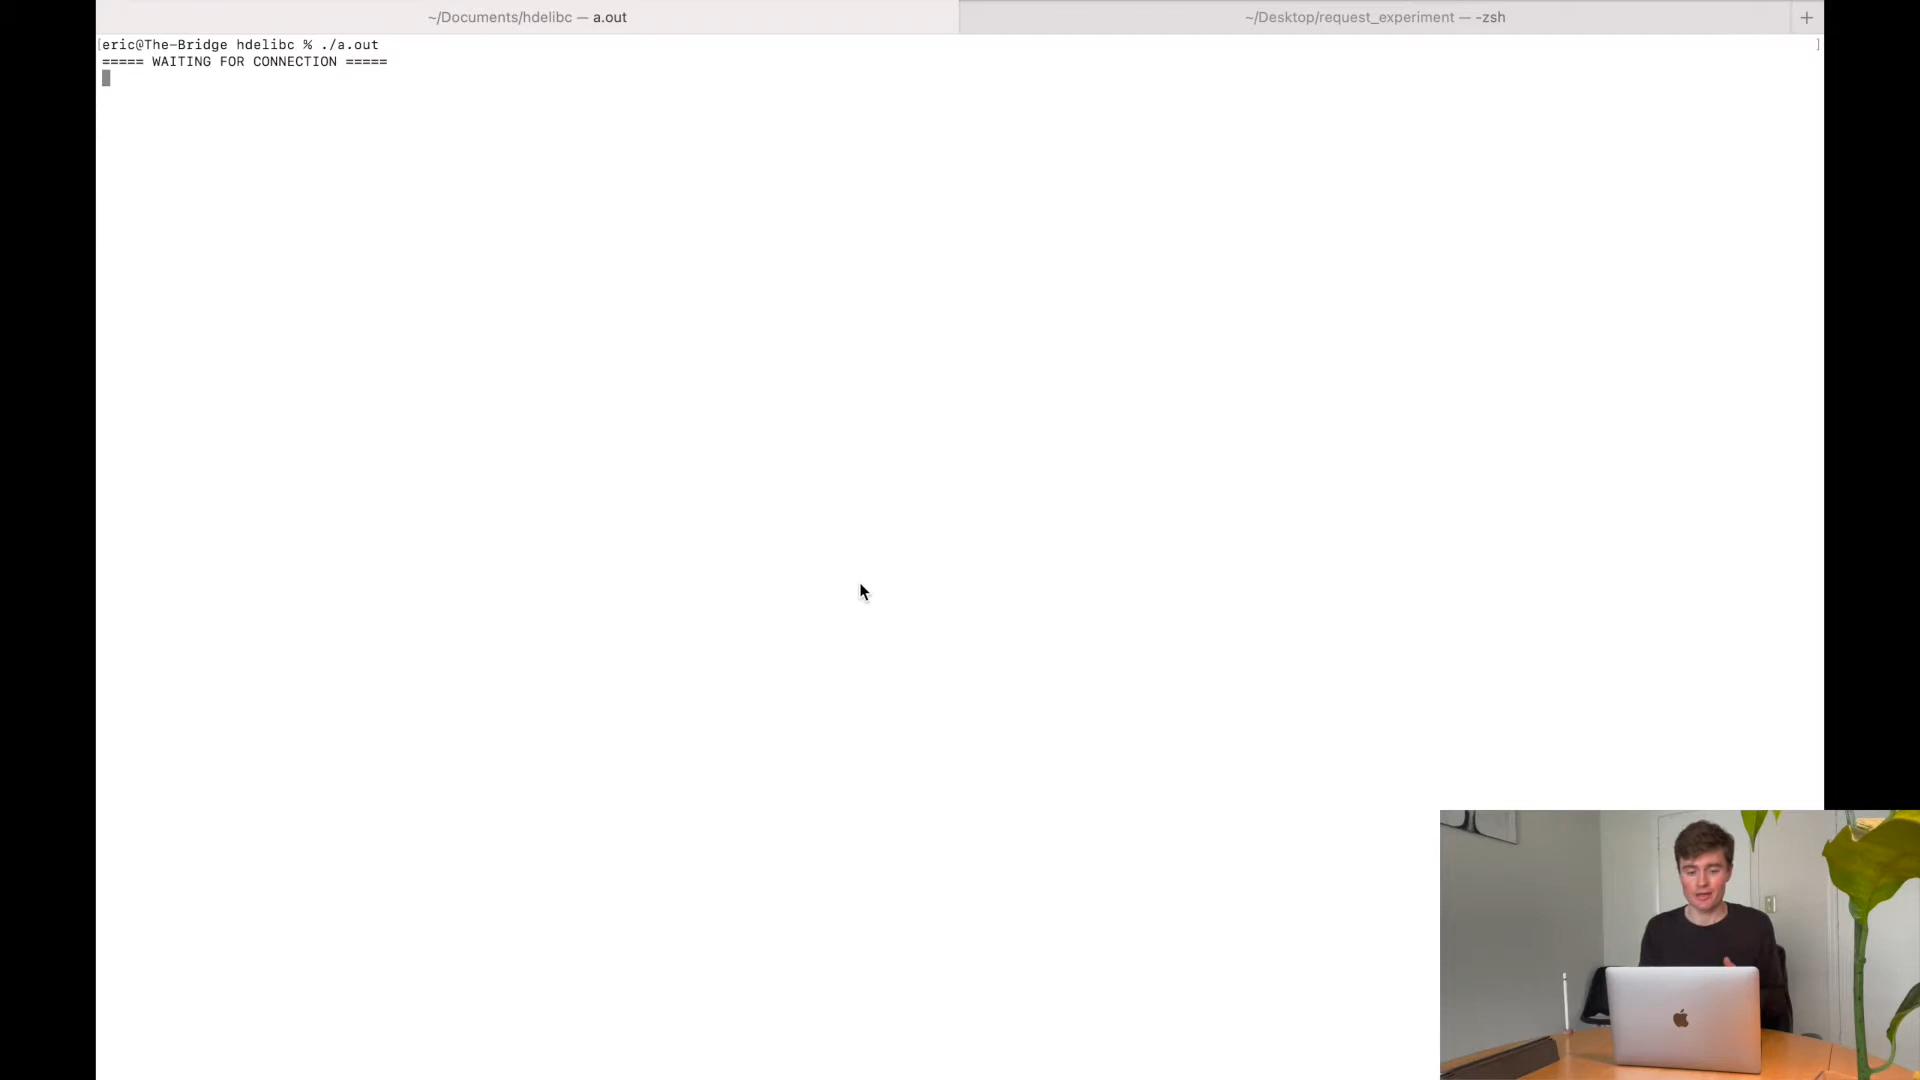 ~/Documents/hdelibc — a.out
~/Desktop/request_experiment — -zsh
+
[eric@The-Bridge hdelibc % ./a.out ]
===== WAITING FOR CONNECTION =====